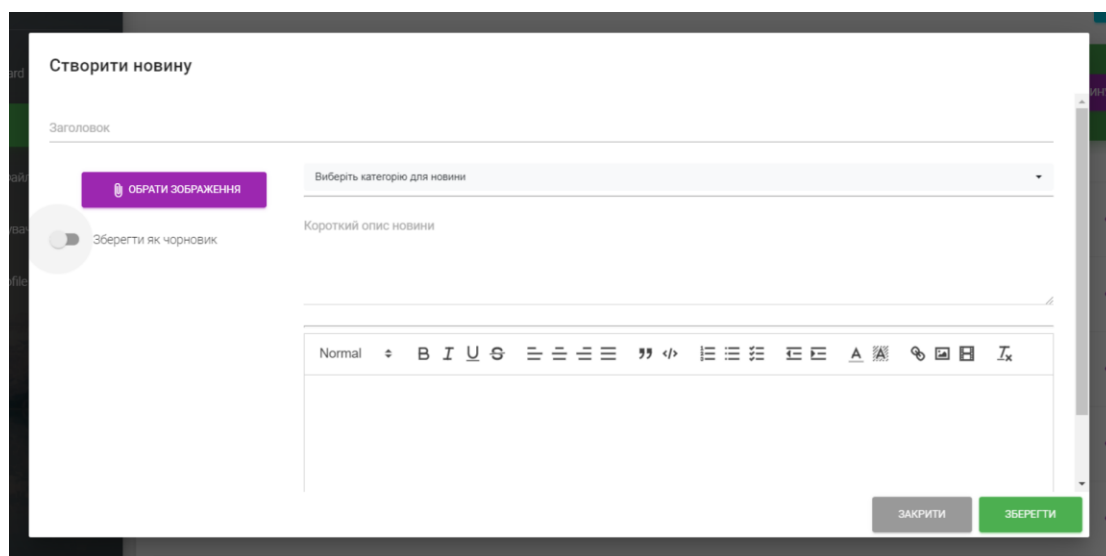 Створити новину
Заголовок
ОБРАТИ ЗОБРАЖЕННЯ
Виберіть категорію для новини
Зберегти як чорновик
Короткий опис новини
Normal
ЗАКРИТИ
ЗБЕРЕГТИ